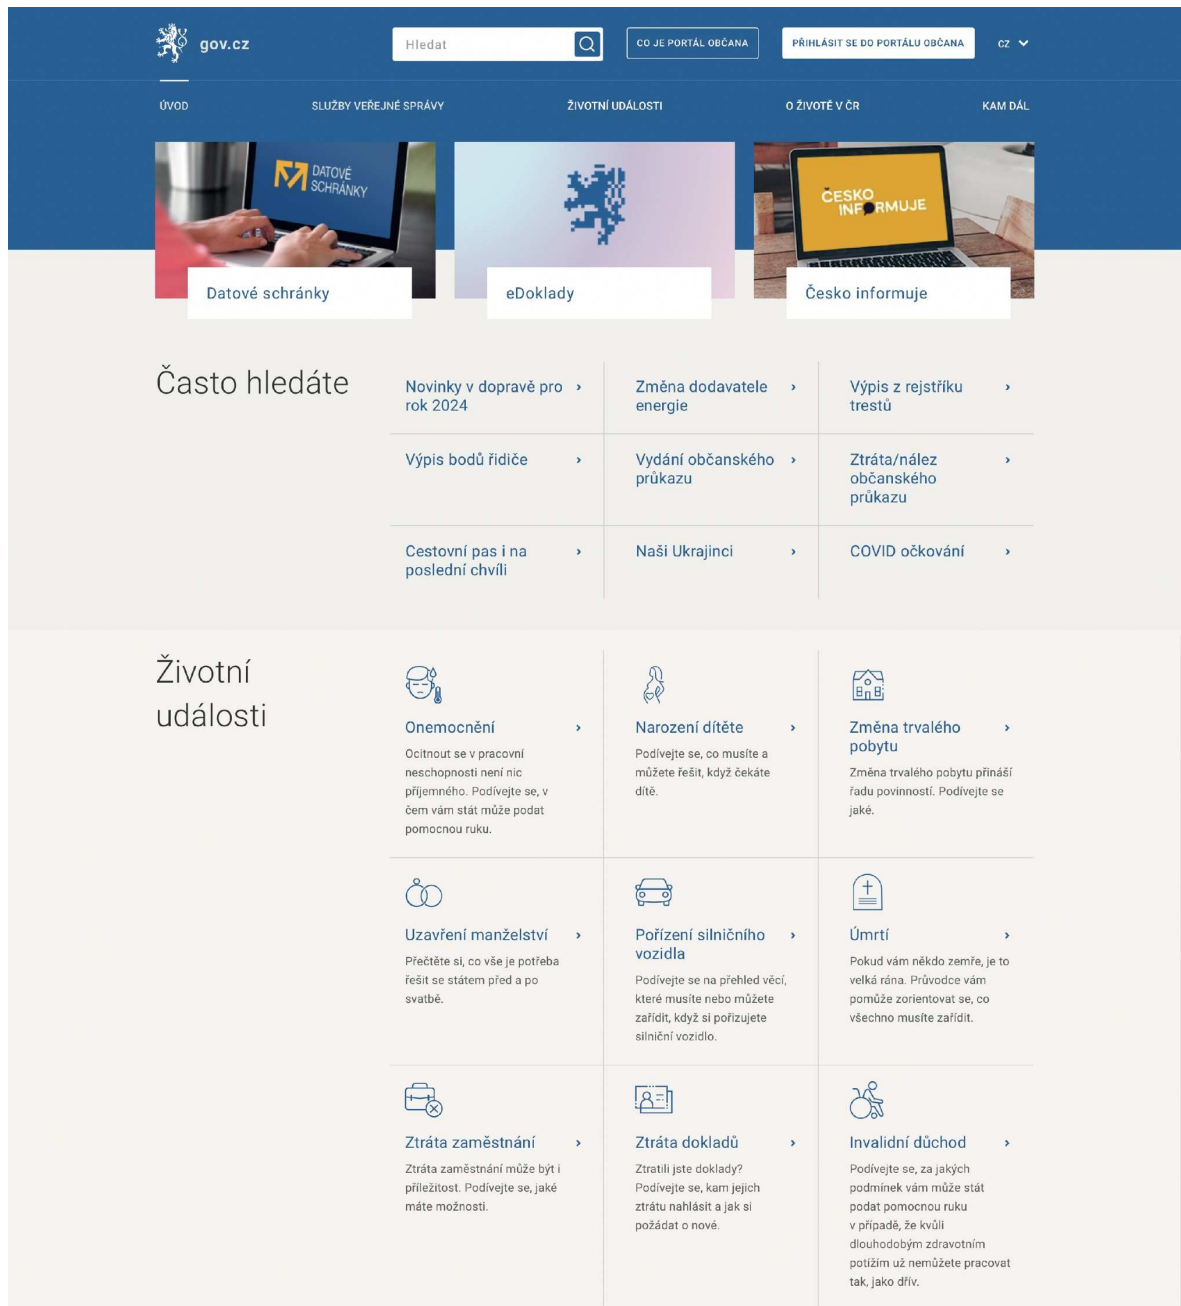 gov.cz
Hledat
CO JE PORTÁL OBČANA
PŘIHLÁSIT SE DO PORTÁLU OBČANA
CZ
ÚVOD
SLUŽBY VEŘEJNÉ SPRÁVY
ŽIVOTNÍ UDÁLOSTI
O ŽIVOTĚ V ČR
KAM DÁL
DATOVÉ
SCHRÁNKY
ČESKO
INFORMUJE
Datové schránky
eDoklady
Česko informuje
Často hledáte
Novinky v dopravě pro
rok 2024
Změna dodavatele
energie
Výpis z rejstříku
trestů
Výpis bodů řidiče
Vydání občanského
průkazu
Ztráta/nález
občanského
průkazu
Cestovní pas i na
poslední chvíli
Naši Ukrajinci
COVID očkování
Životní
události
Onemocnění
Ocitnout se v pracovní
neschopnosti není nic
příjemného. Podívejte se, v
čem vám stát může podat
pomocnou ruku.
Narození dítěte
Podívejte se, co musíte a
můžete řešit, když čekáte
dítě.
Změna trvalého
pobytu
Změna trvalého pobytu přináší
řadu povinností. Podívejte se
jaké.
Uzavření manželství
Přečtěte si, co vše je potřeba
řešit se státem před a po
svatbě.
Pořízení silničního
vozidla
Podívejte se na přehled věcí,
které musíte nebo můžete
zařídit, když si pořizujete
silniční vozidlo.
Úmrtí
Pokud vám někdo zemře, je to
velká rána. Průvodce vám
pomůže zorientovat se, co
všechno musíte zařídit.
Ztráta zaměstnání
Ztráta zaměstnání může být i
příležitost. Podívejte se, jaké
máte možnosti.
Ztráta dokladů
Ztratili jste doklady?
Podívejte se, kam jejich
ztrátu nahlásit a jak si
požádat o nové.
Invalidní důchod
Podívejte se, za jakých
podmínek vám může stát
podat pomocnou ruku
v případě, že kvůli
dlouhodobým zdravotním
potížím už nemůžete pracovat
tak, jako dřív.